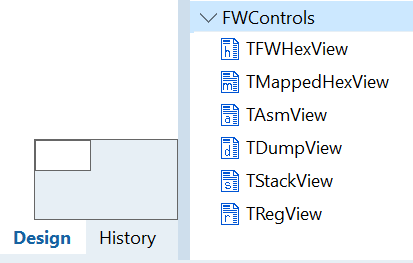 FWControls
h TFWHexView
m TMappedHexView
a TAsmView
d TDumpView
s TStackView
r TRegView
Design History